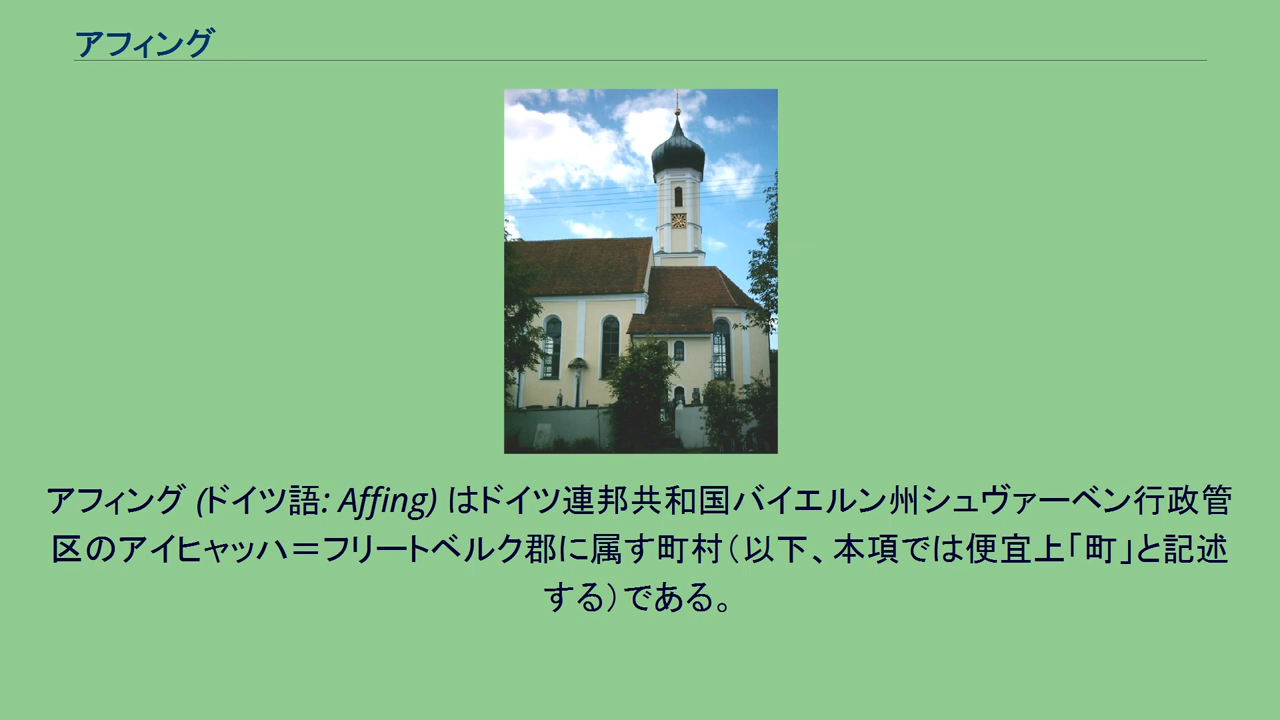 アフィング
アフィング (ドイツ語: Affing) はドイツ連邦共和国バイエルン州シュヴァーベン行政管
区のアイヒャッハ＝フリートベルク郡に属す町村（以下、本項では便宜上「町」と記述
する）である。